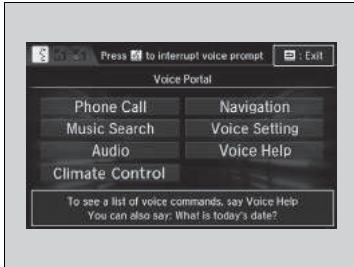 Press to interrupt voice prompt
: Exit
Voice Portal
Phone Call
Navigation
Music Search
Voice Setting
Audio
Voice Help
Climate Control
To see a list of voice commands, say Voice Help
You can also say: What is today's date?